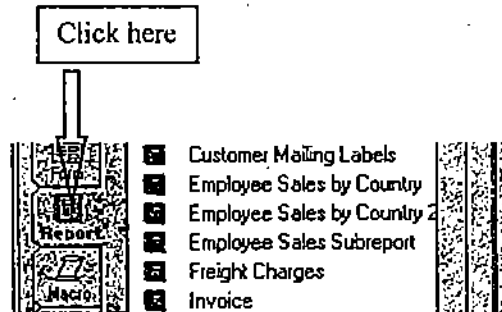 Click here
Form
Report
Macro
Customer Mailing Labels
Employee Sales by Country
Employee Sales by Country 2
Employee Sales Subreport
Freight Charges
Invoice